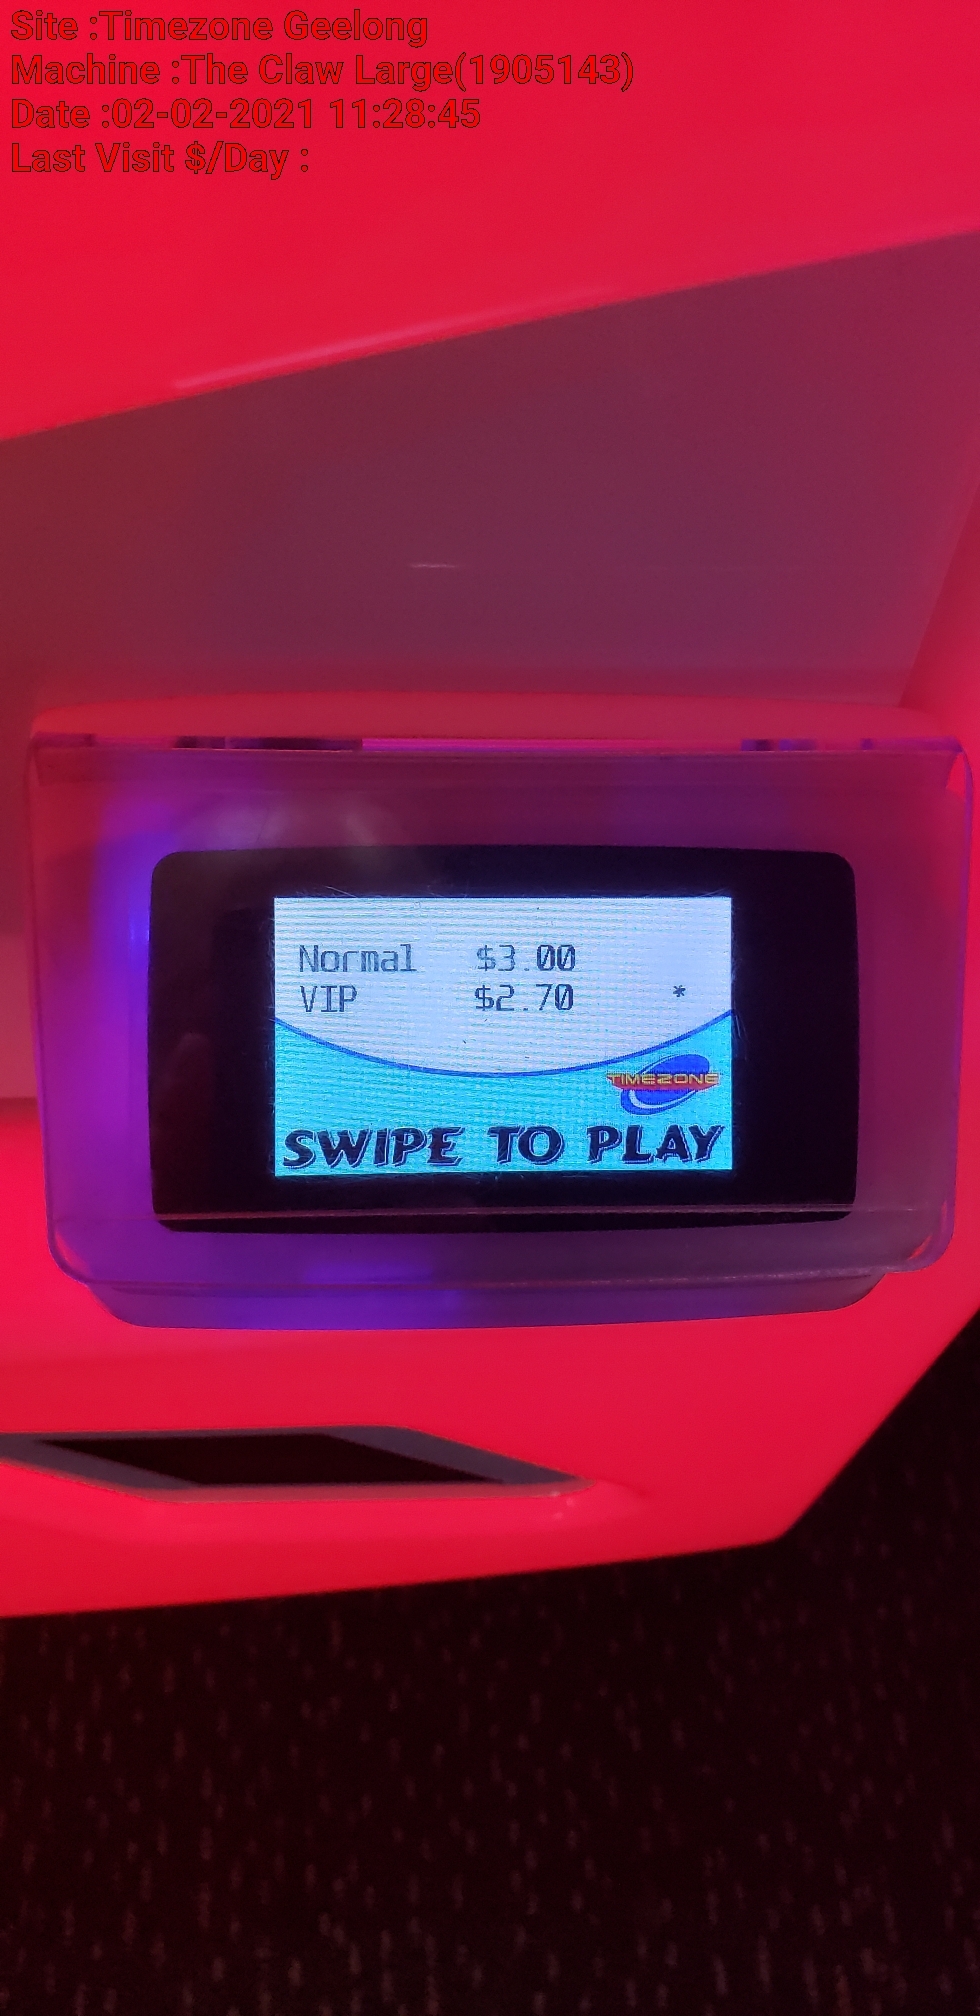 Site :Timezone Geelong
Machine :The Claw Large(1905143)
Date :02-02-2021 11:28:45
Last Visit $/Day :
Normal $3.00
VIP $2.70 *
TIMEZONE
SWIPE TO PLAY